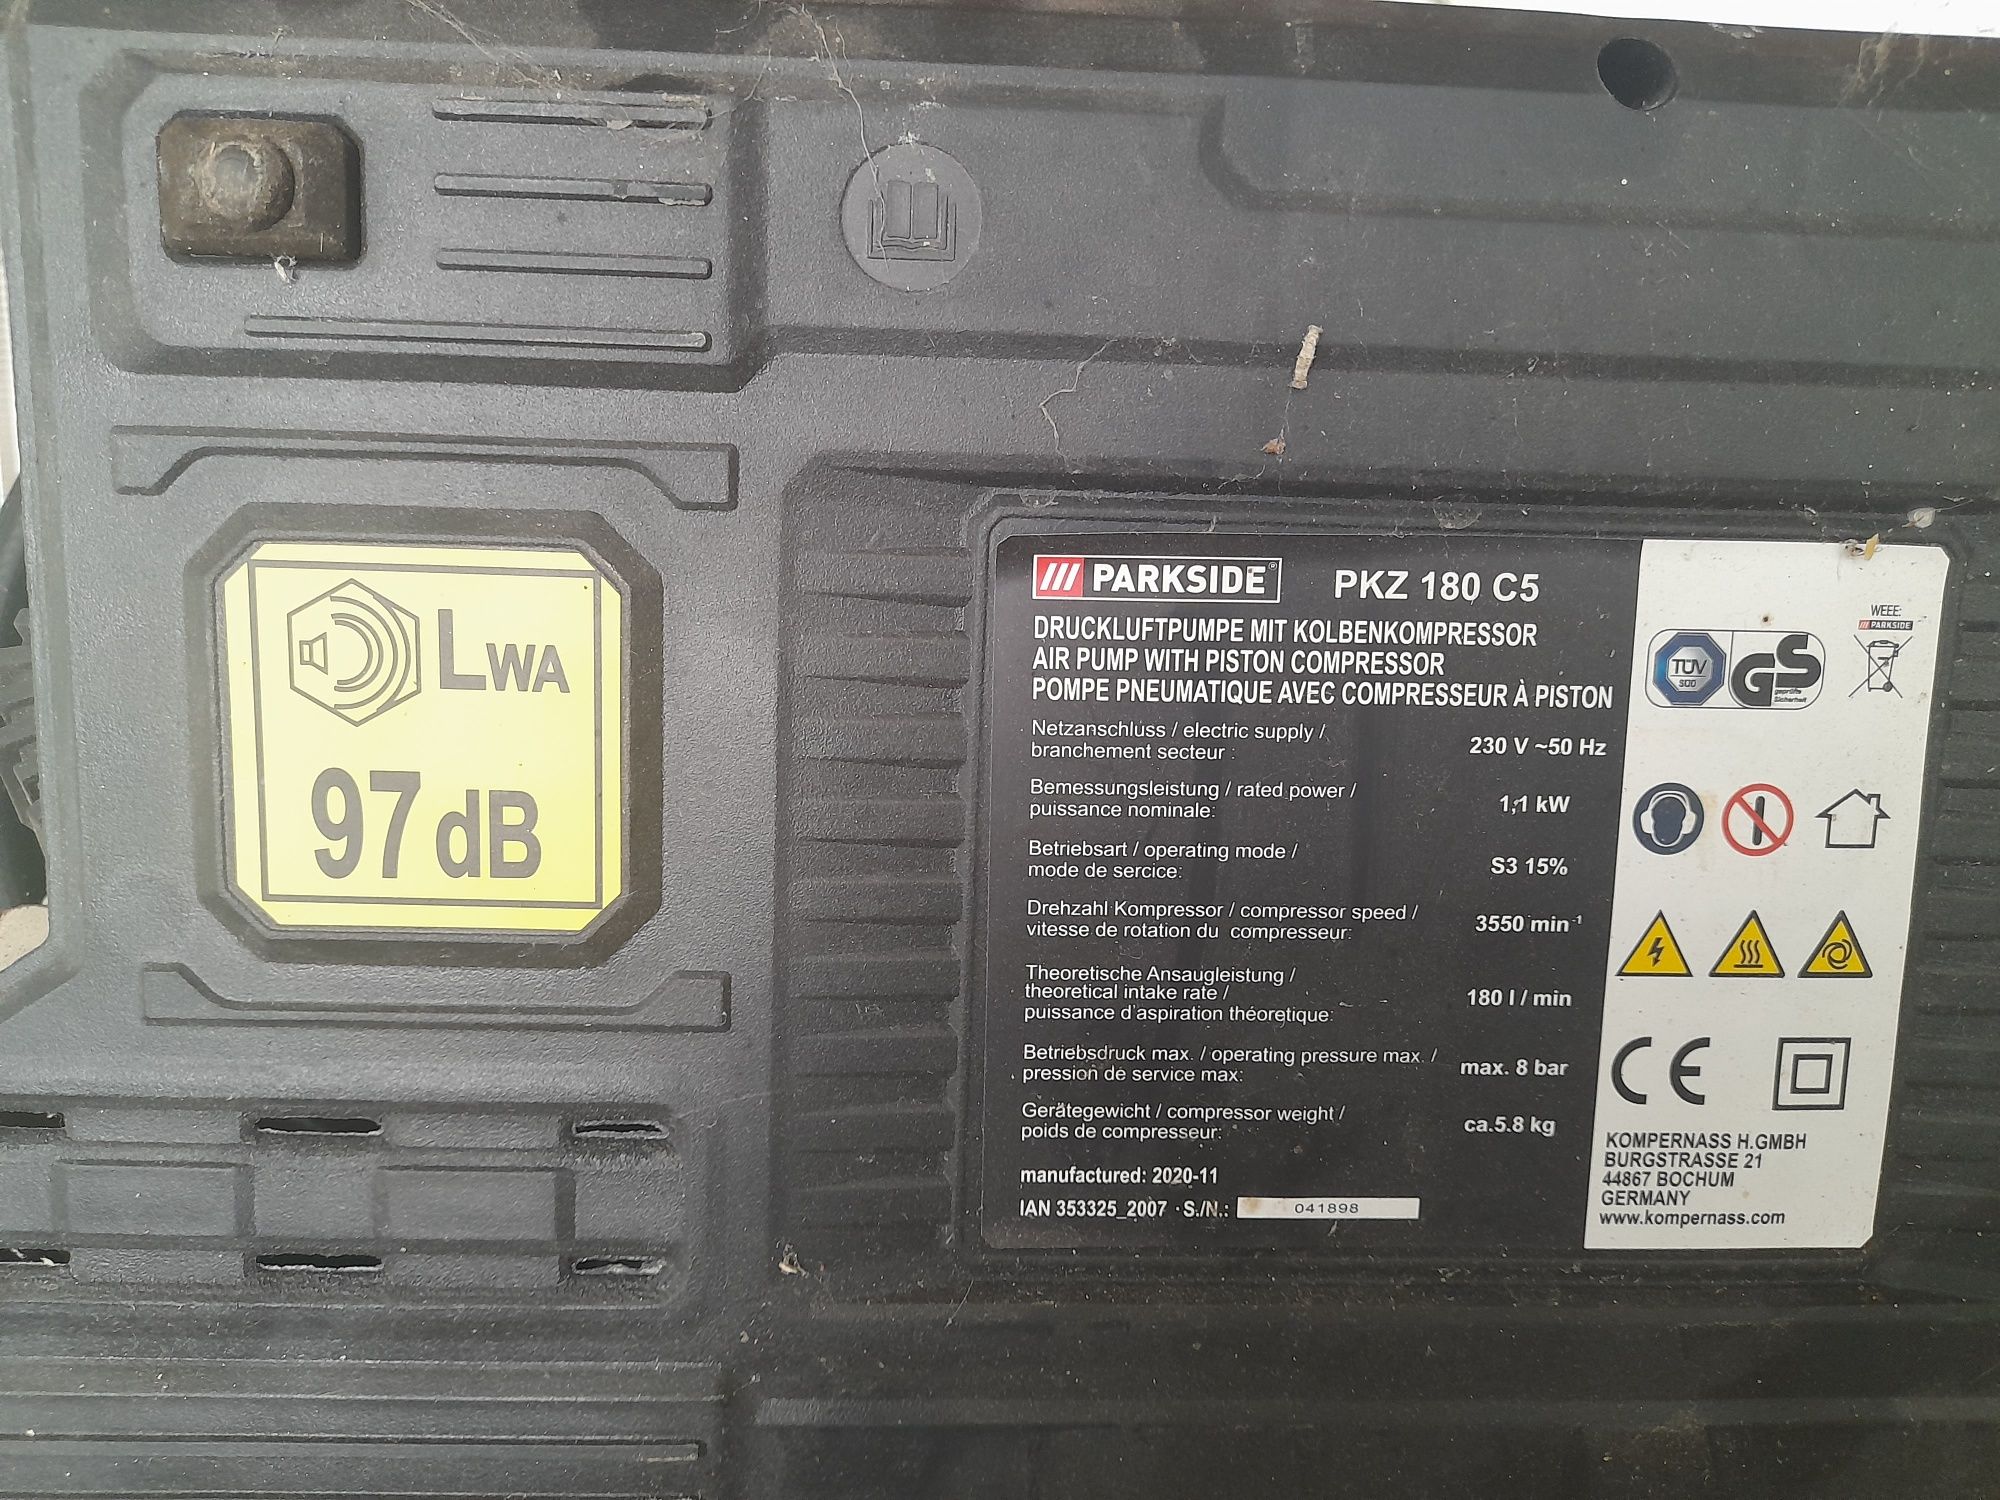 LWA
97 dB
PARKSIDE® PKZ 180 C5
DRUCKLUFTPUMPE MIT KOLBENKOMPRESSOR
AIR PUMP WITH PISTON COMPRESSOR
POMPE PNEUMATIQUE AVEC COMPRESSEUR À PISTON
Netzanschluss / electric supply /
branchement secteur : 230 V ~50 Hz
Bemessungsleistung / rated power /
puissance nominale: 1,1 kW
Betriebsart / operating mode /
mode de sercice: S3 15%
Drehzahl Kompressor / compressor speed /
vitesse de rotation du compresseur: 3550 min⁻¹
Theoretische Ansaugleistung /
theoretical intake rate /
puissance d'aspiration théoretique: 180 l / min
Betriebsdruck max. / operating pressure max. /
pression de service max: max. 8 bar
Gerätegewicht / compressor weight /
poids de compresseur: ca.5.8 kg
manufactured: 2020-11
IAN 353325_2007 · S./N.: 041898
WEEE:
PARKSIDE
TÜV
SÜD
GS
geprüfte
Sicherheit
CE
KOMPERNASS H.GMBH
BURGSTRASSE 21
44867 BOCHUM
GERMANY
www.kompernass.com